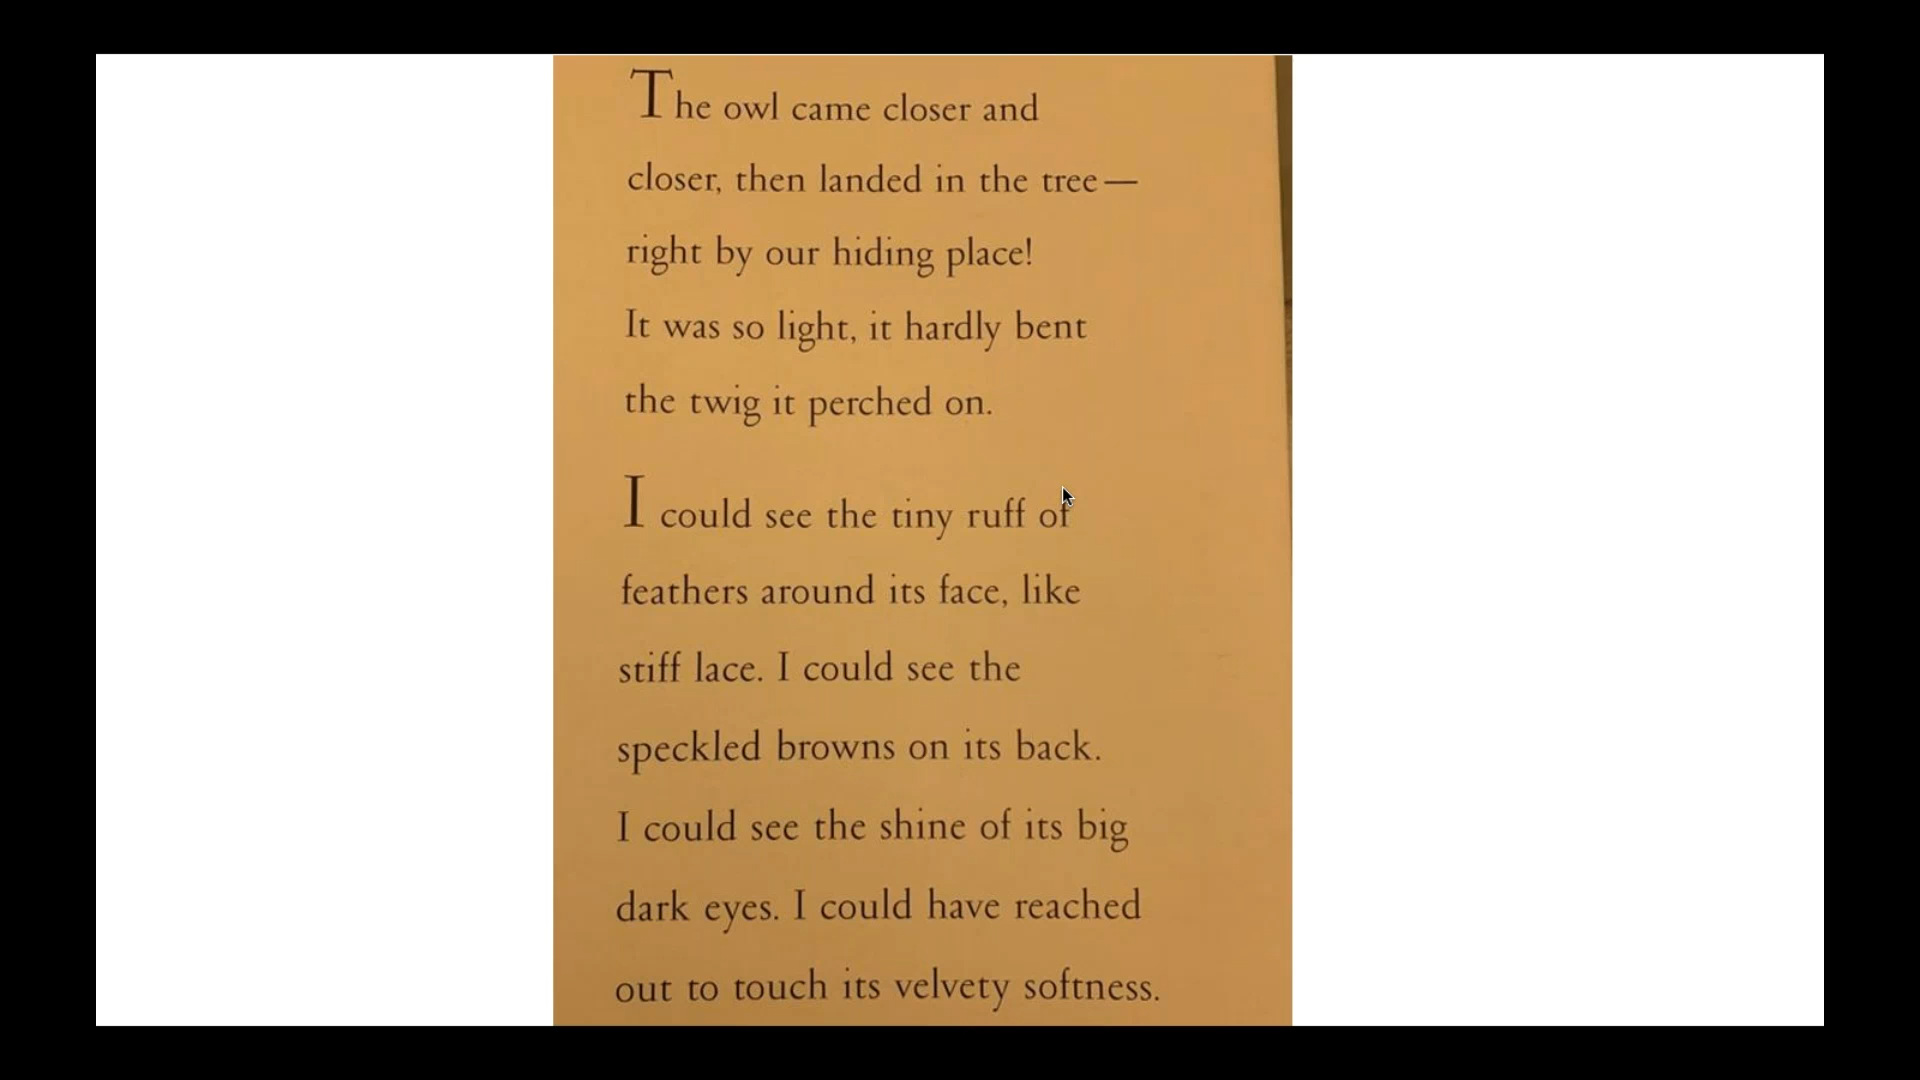 The owl came closer and
closer, then landed in the tree—
right by our hiding place!
It was so light, it hardly bent
the twig it perched on.
I could see the tiny ruff of
feathers around its face, like
stiff lace. I could see the
speckled browns on its back.
I could see the shine of its big
dark eyes. I could have reached
out to touch its velvety softness.